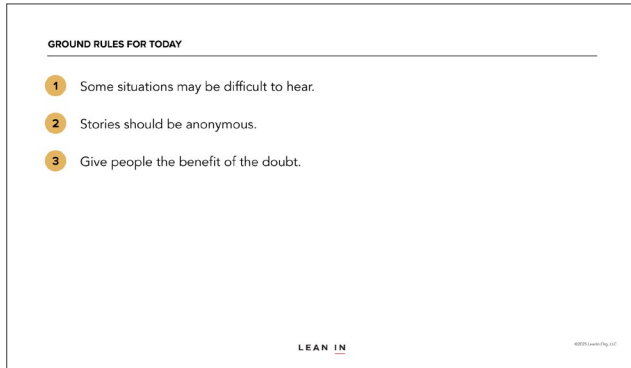 GROUND RULES FOR TODAY
1 Some situations may be difficult to hear.
2 Stories should be anonymous.
3 Give people the benefit of the doubt.
LEAN IN